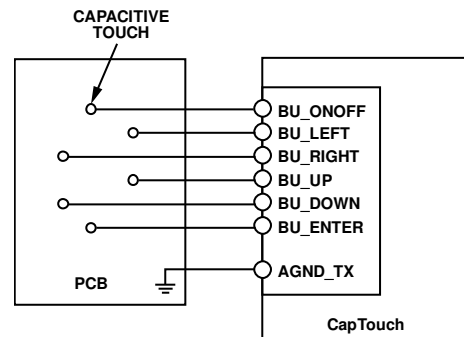 CAPACITIVE
TOUCH
BU_ONOFF
BU_LEFT
BU_RIGHT
BU_UP
BU_DOWN
BU_ENTER
AGND_TX
PCB
CapTouch